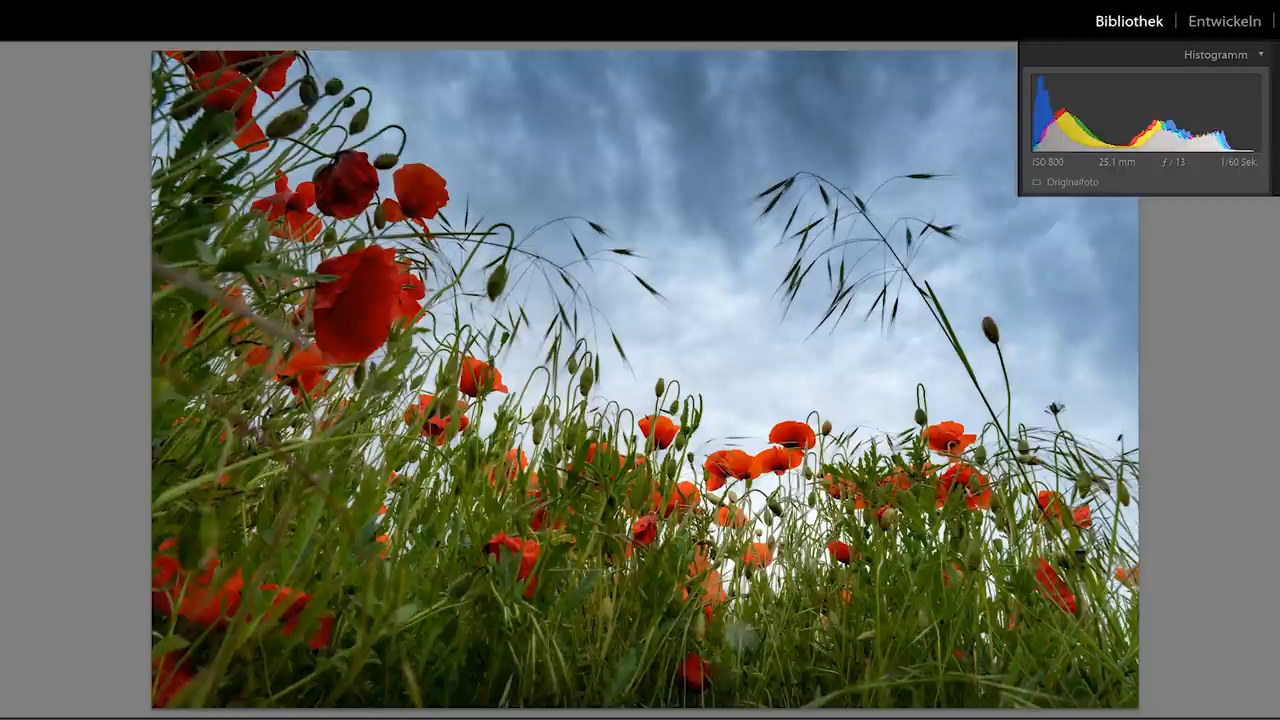 Bibliothek | Entwickeln |
Histogramm
ISO 800 25.1 mm ƒ / 13 1/60 Sek.
Originalfoto